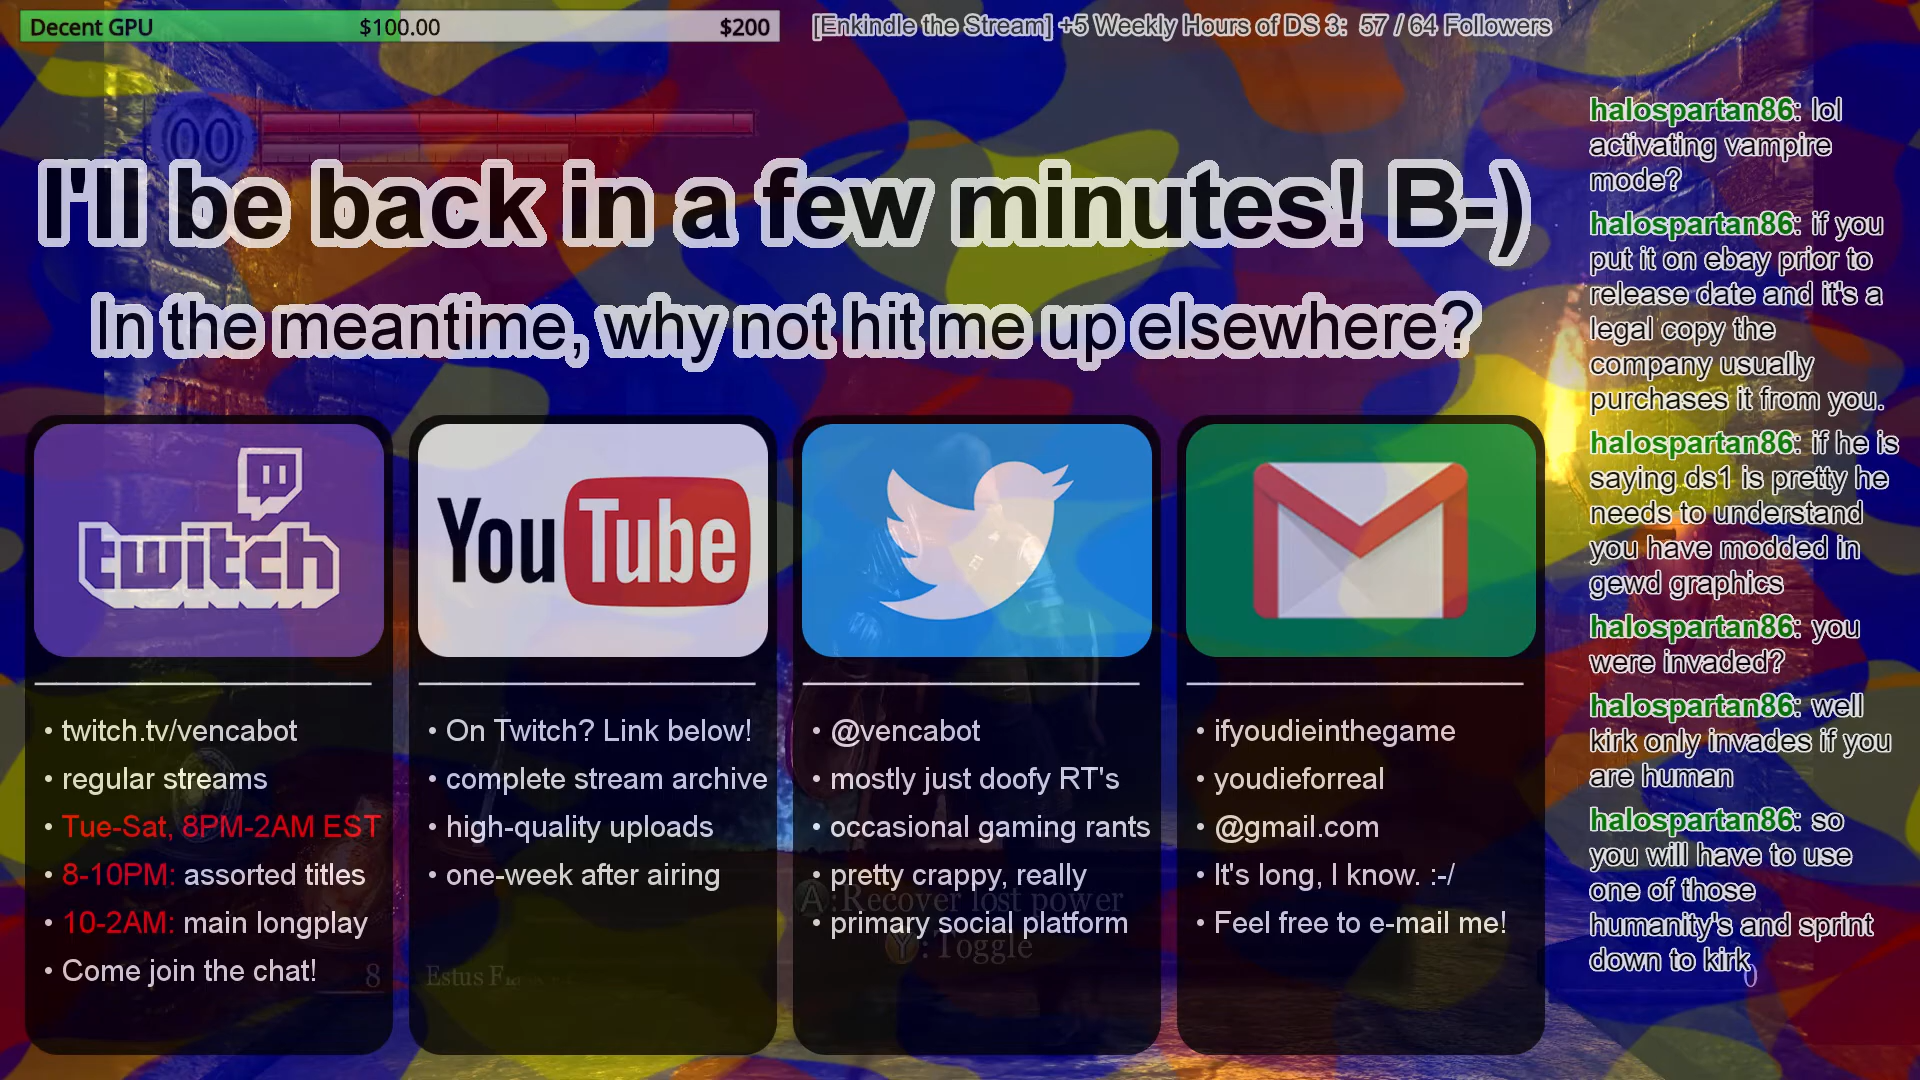 Decent GPU $100.00 $200
[Enkindle the Stream] +5 Weekly Hours of DS 3: 57 / 64 Followers
00
I'll be back in a few minutes! B-)
In the meantime, why not hit me up elsewhere?
twitch
• twitch.tv/vencabot
• regular streams
• Tue-Sat, 8PM-2AM EST
• 8-10PM: assorted titles
• 10-2AM: main longplay
• Come join the chat!
8
YouTube
• On Twitch? Link below!
• complete stream archive
• high-quality uploads
• one-week after airing
Estus
• @vencabot
• mostly just doofy RT's
• occasional gaming rants
• pretty crappy, really
A:Recover lost power
• primary social platform
Y: Toggle
• ifyoudieinthegame
• youdieforreal
• @gmail.com
• It's long, I know. :-/
• Feel free to e-mail me!
halospartan86: lol
activating vampire
mode?
halospartan86: if you
put it on ebay prior to
release date and it's a
legal copy the
company usually
purchases it from you.
halospartan86: if he is
saying ds1 is pretty he
needs to understand
you have modded in
gewd graphics
halospartan86: you
were invaded?
halospartan86: well
kirk only invades if you
are human
halospartan86: so
you will have to use
one of those
humanity's and sprint
down to kirk
0